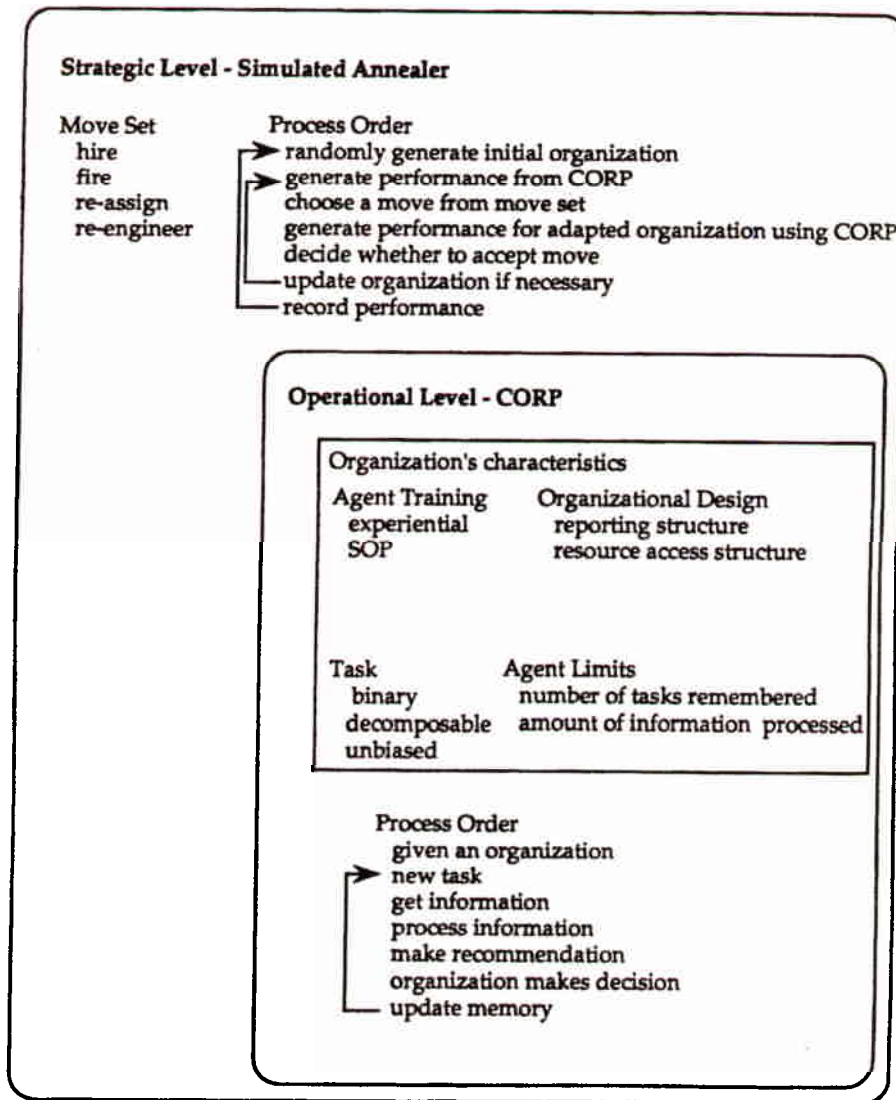 Strategic Level - Simulated Annealer
Move Set
hire
fire
re-assign
re-engineer
Process Order
randomly generate initial organization
generate performance from CORP
choose a move from move set
generate performance for adapted organization using CORP
decide whether to accept move
update organization if necessary
record performance
Operational Level - CORP
Organization's characteristics
Agent Training
experiential
SOP
Organizational Design
reporting structure
resource access structure
Task
binary
decomposable
unbiased
Agent Limits
number of tasks remembered
amount of information processed
Process Order
given an organization
new task
get information
process information
make recommendation
organization makes decision
update memory